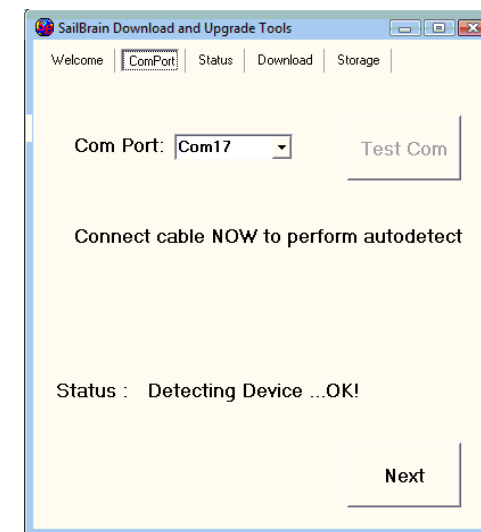 SailBrain Download and Upgrade Tools
Welcome ComPort Status Download Storage
Com Port: Com17 Test Com
Connect cable NOW to perform autodetect
Status : Detecting Device ...OK!
Next